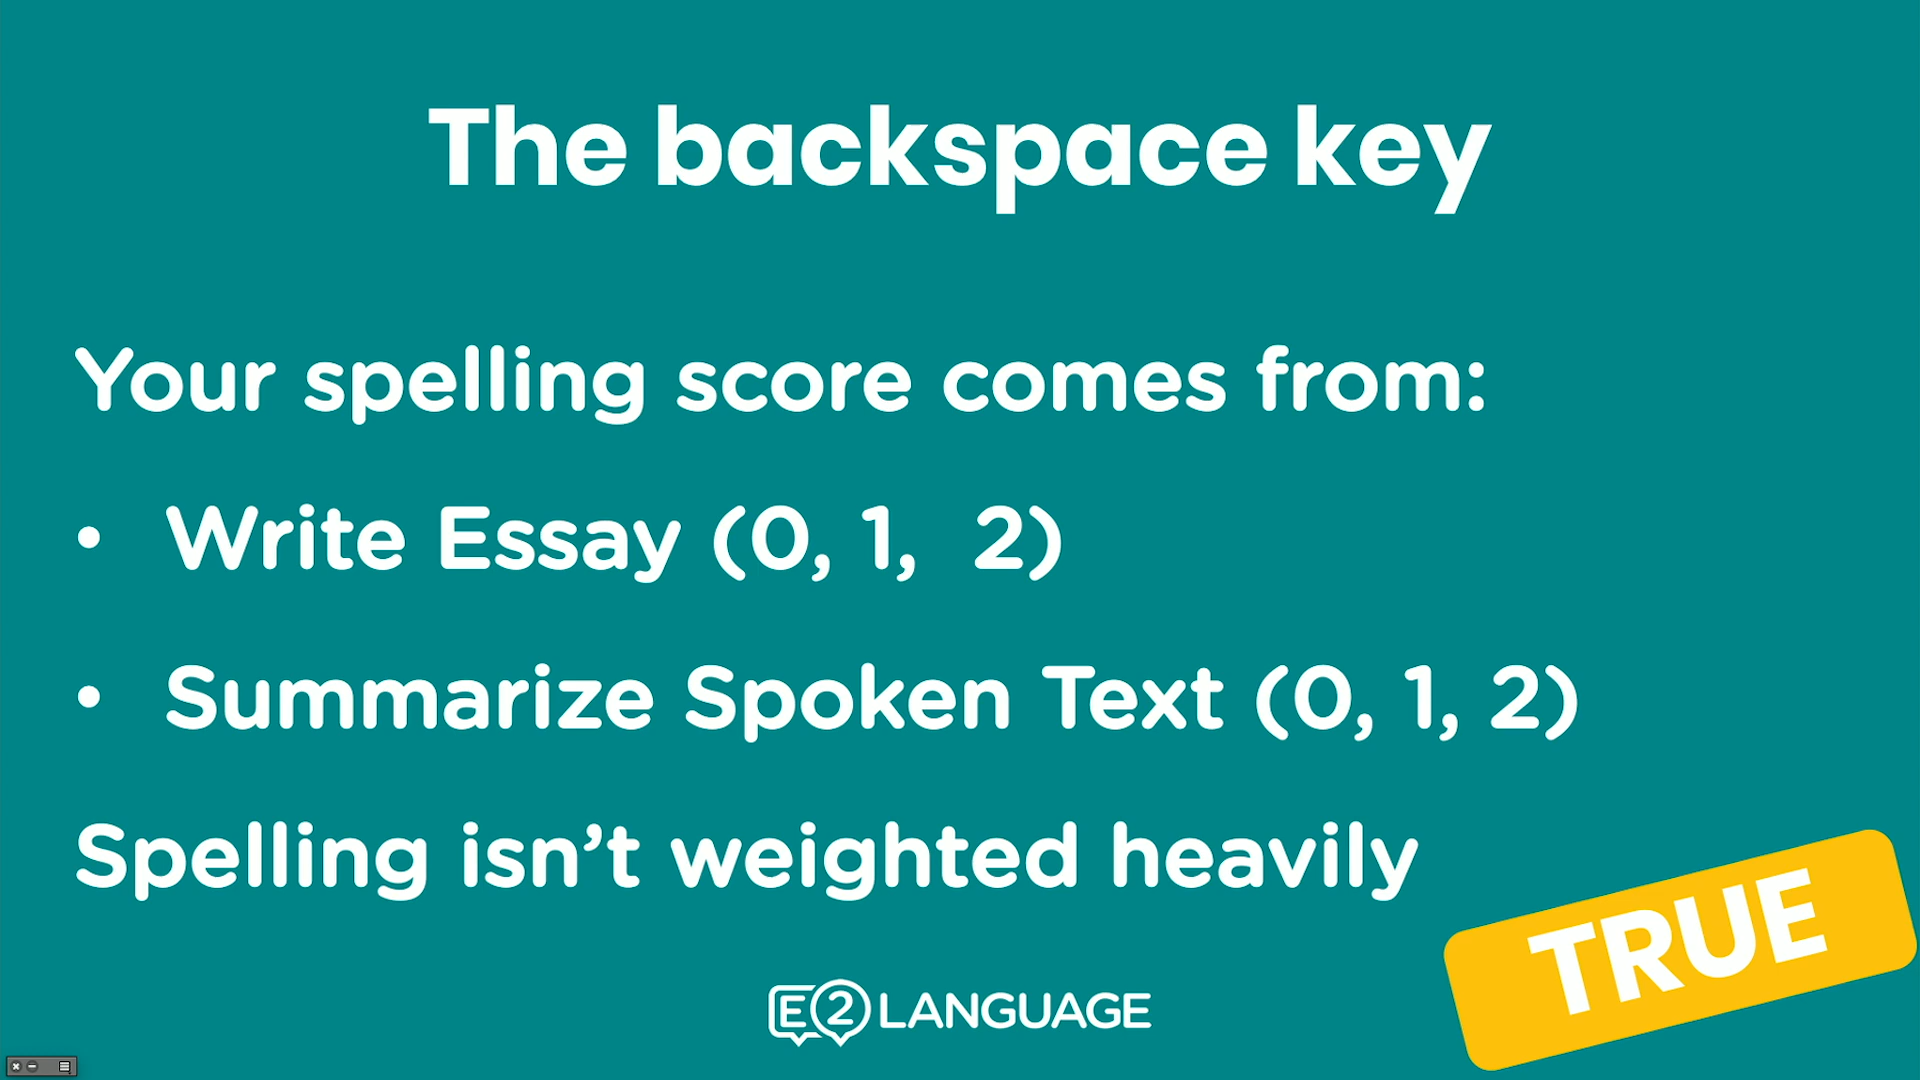 The backspace key
Your spelling score comes from:
• Write Essay (0, 1,  2)
• Summarize Spoken Text (0, 1, 2)
Spelling isn’t weighted heavily
TRUE
E2 LANGUAGE